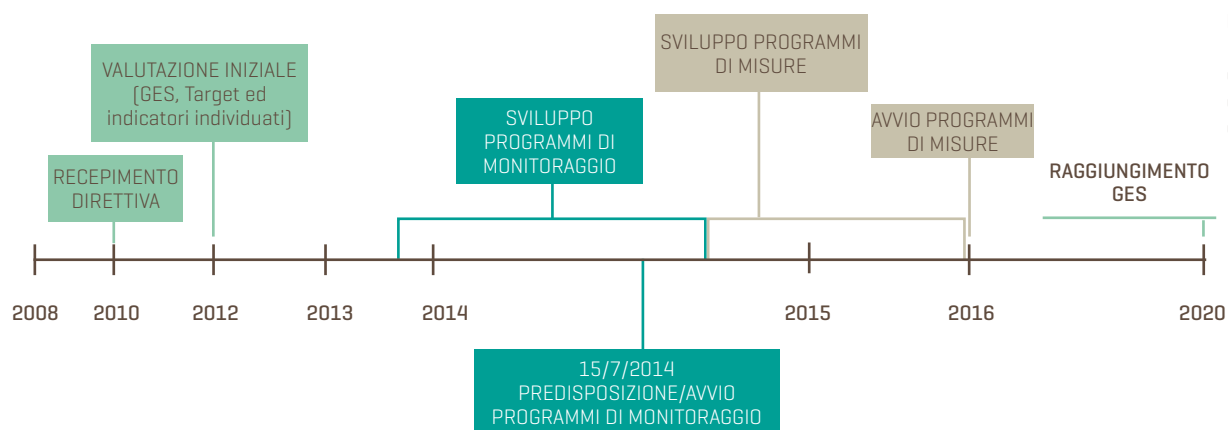 SVILUPPO PROGRAMMI
DI MISURE
VALUTAZIONE INIZIALE
(GES, Target ed
indicatori individuati)
SVILUPPO
PROGRAMMI DI
MONITORAGGIO
AVVIO PROGRAMMI
DI MISURE
RECEPIMENTO
DIRETTIVA
RAGGIUNGIMENTO
GES
2008 2010 2012 2013 2014 2015 2016 2020
15/7/2014
PREDISPOSIZIONE/AVVIO
PROGRAMMI DI MONITORAGGIO